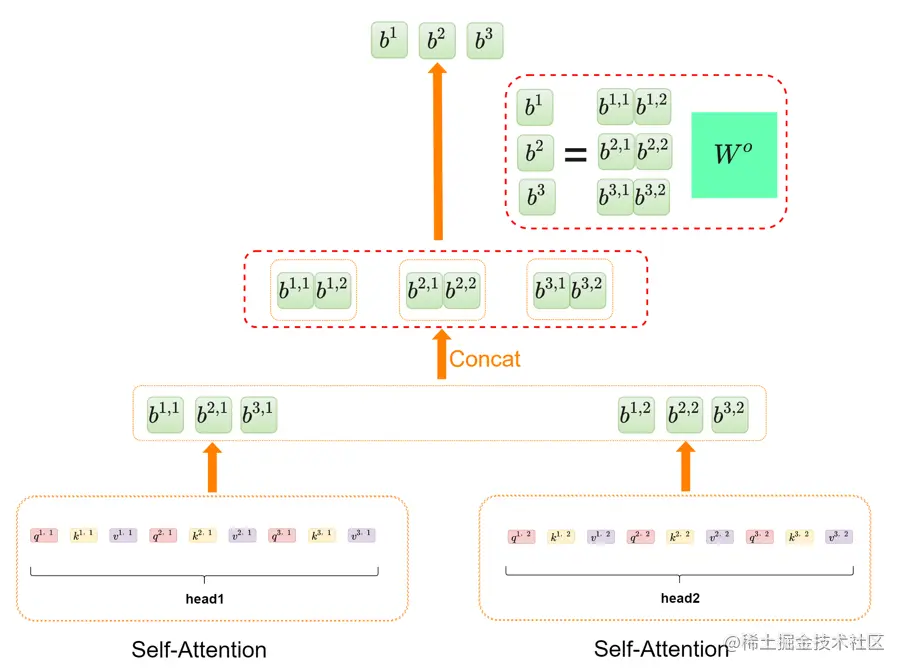 b^1 b^2 b^3
b^1 b^{1,1} b^{1,2}
b^2 = b^{2,1} b^{2,2} W^o
b^3 b^{3,1} b^{3,2}
b^{1,1} b^{1,2} b^{2,1} b^{2,2} b^{3,1} b^{3,2}
Concat
b^{1,1} b^{2,1} b^{3,1} b^{1,2} b^{2,2} b^{3,2}
q^{1,1} k^{1,1} v^{1,1} q^{2,1} k^{2,1} v^{2,1} q^{3,1} k^{3,1} v^{3,1}
head1
q^{1,2} k^{1,2} v^{1,2} q^{2,2} k^{2,2} v^{2,2} q^{3,2} k^{3,2} v^{3,2}
head2
Self-Attention
Self-Attention
@稀土掘金技术社区